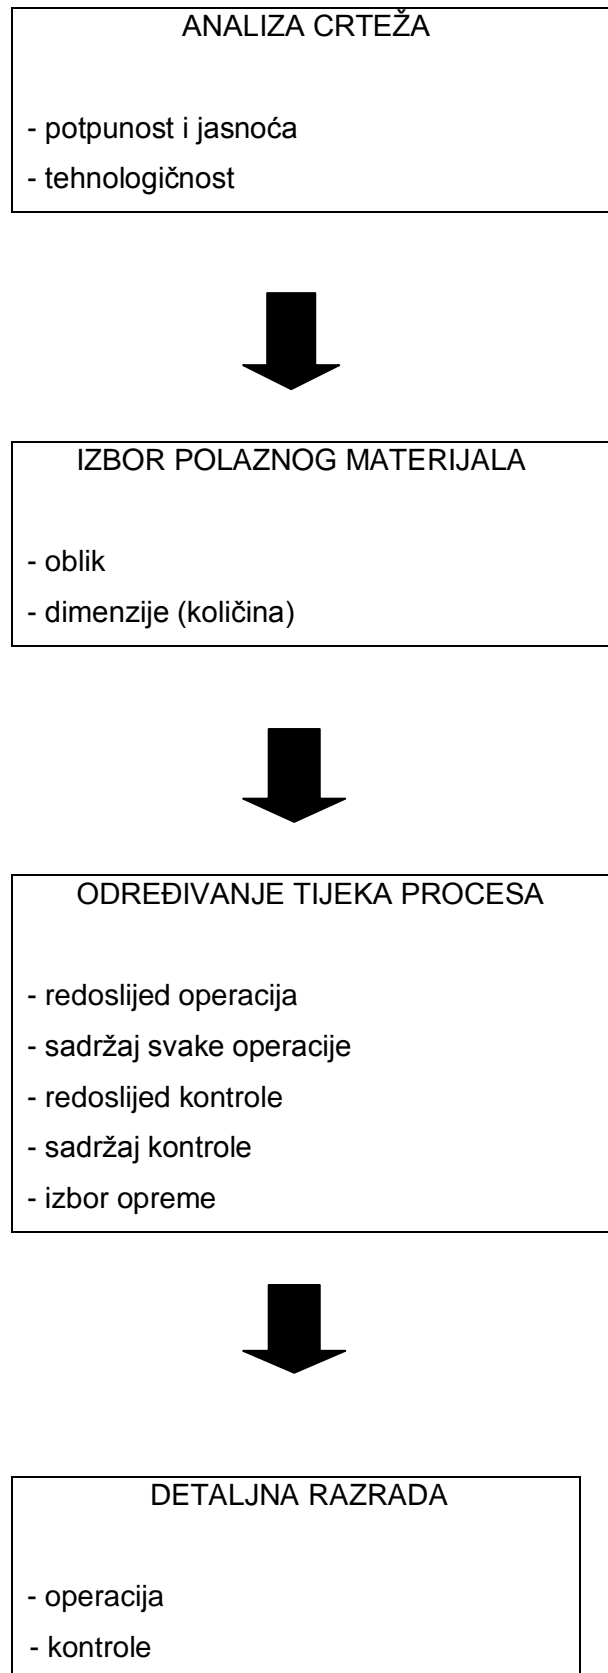 ANALIZA CRTEŽA
- potpunost i jasnoća
- tehnologičnost
IZBOR POLAZNOG MATERIJALA
- oblik
- dimenzije (količina)
ODREĐIVANJE TIJEKA PROCESA
- redoslijed operacija
- sadržaj svake operacije
- redoslijed kontrole
- sadržaj kontrole
- izbor opreme
DETALJNA RAZRADA
- operacija
- kontrole